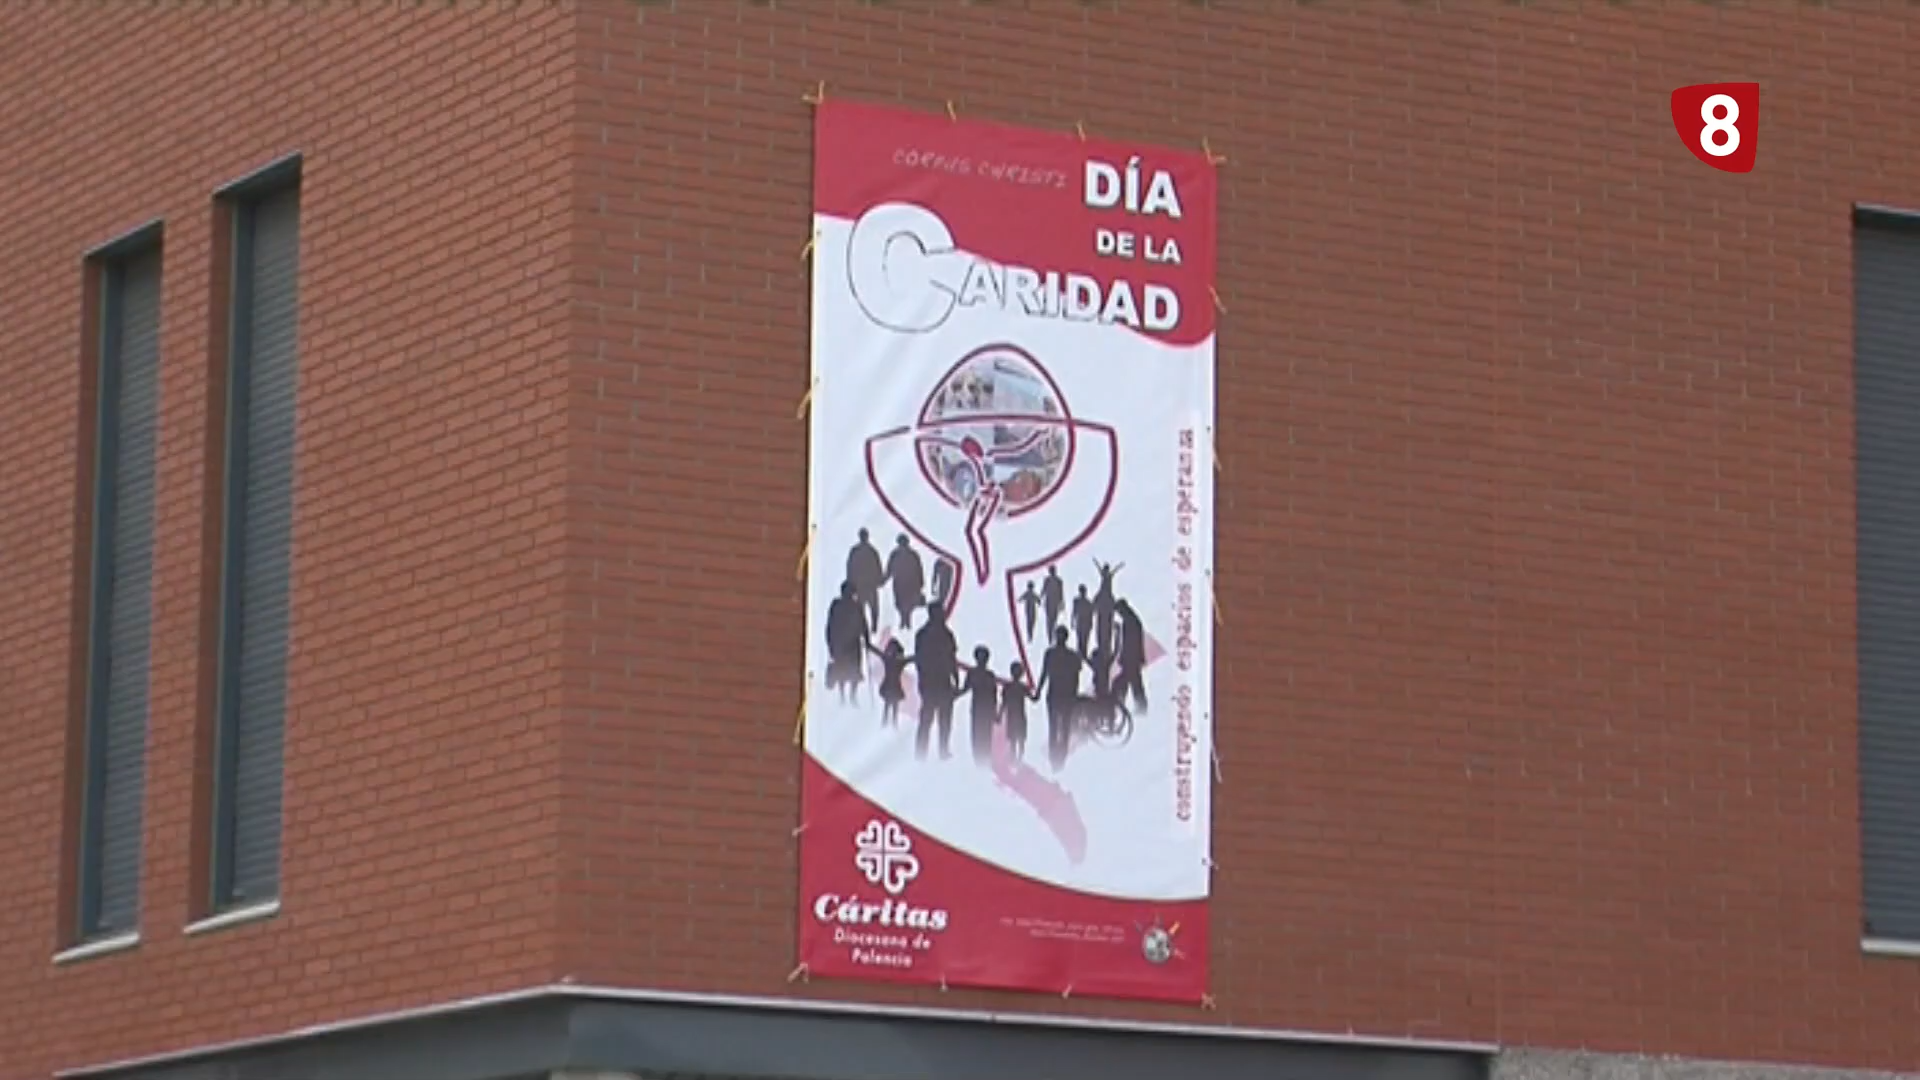 8
CORPUS CHRISTI
DÍA
DE LA
CARIDAD
construyendo espacios de esperanza
Cáritas
Diocesana de
Palencia